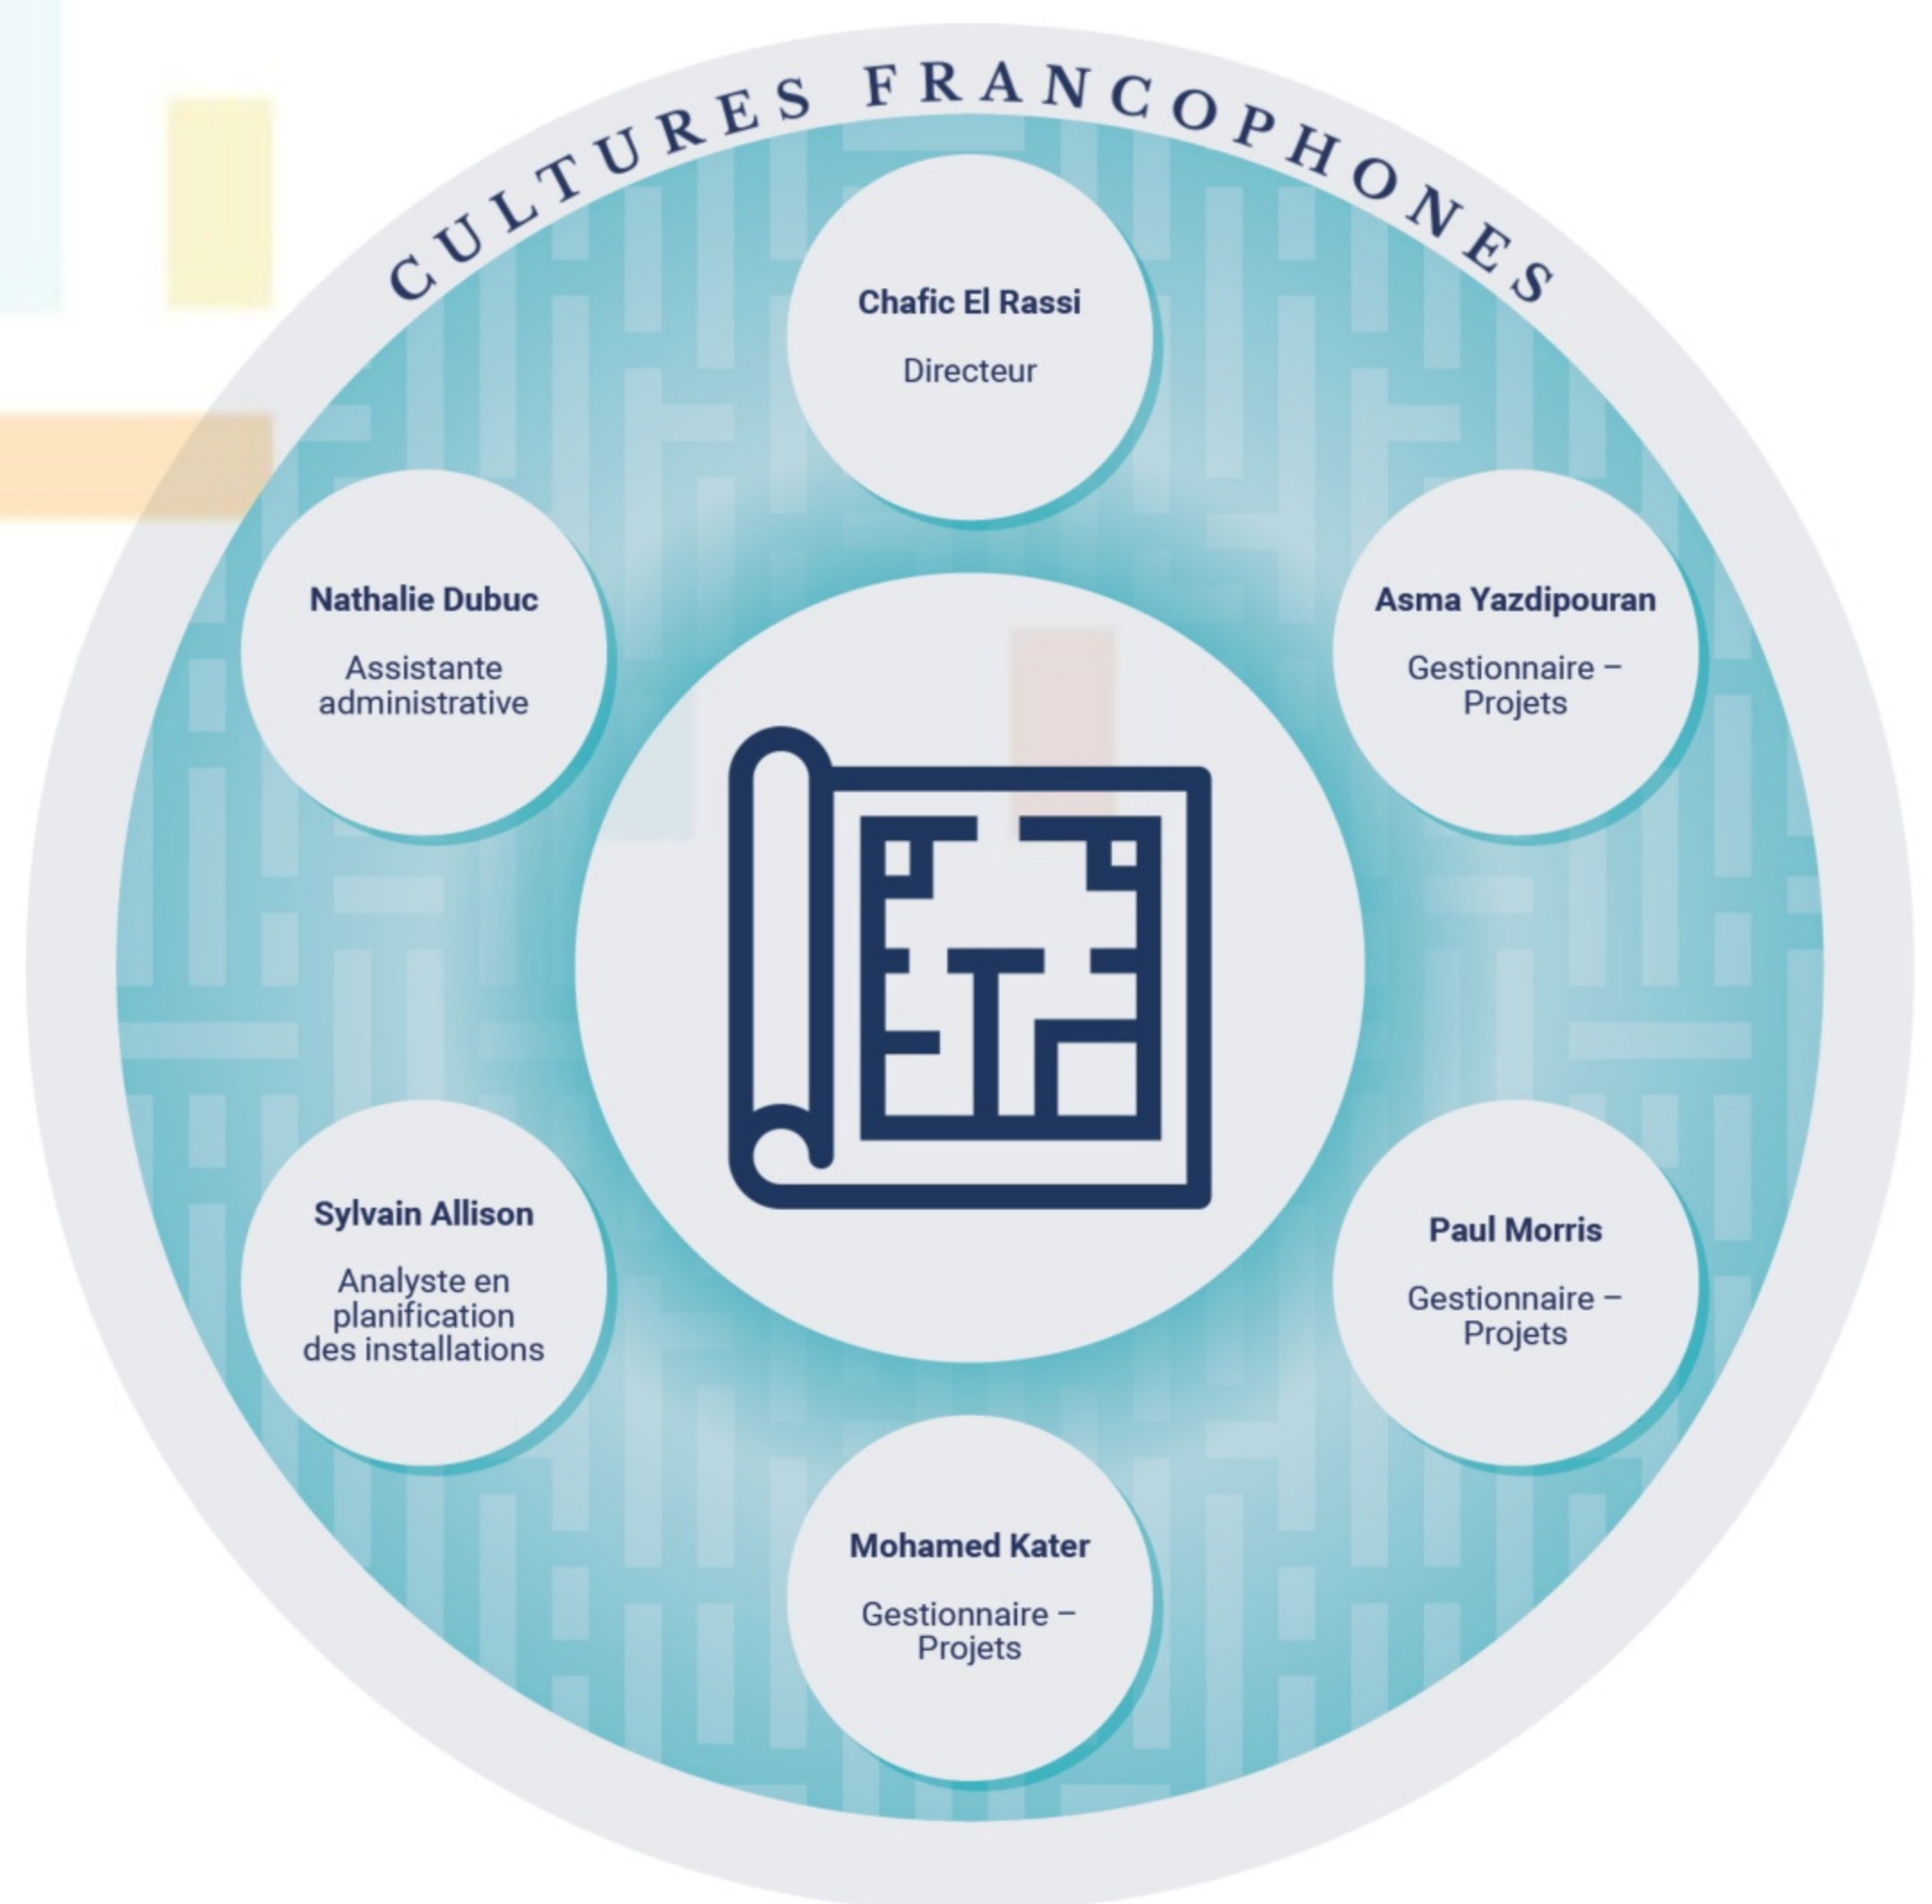 CULTURES FRANCOPHONES
Chafic El Rassi
Directeur
Nathalie Dubuc
Assistante
administrative
Asma Yazdipouran
Gestionnaire –
Projets
Sylvain Allison
Analyste en
planification
des installations
Paul Morris
Gestionnaire –
Projets
Mohamed Kater
Gestionnaire –
Projets